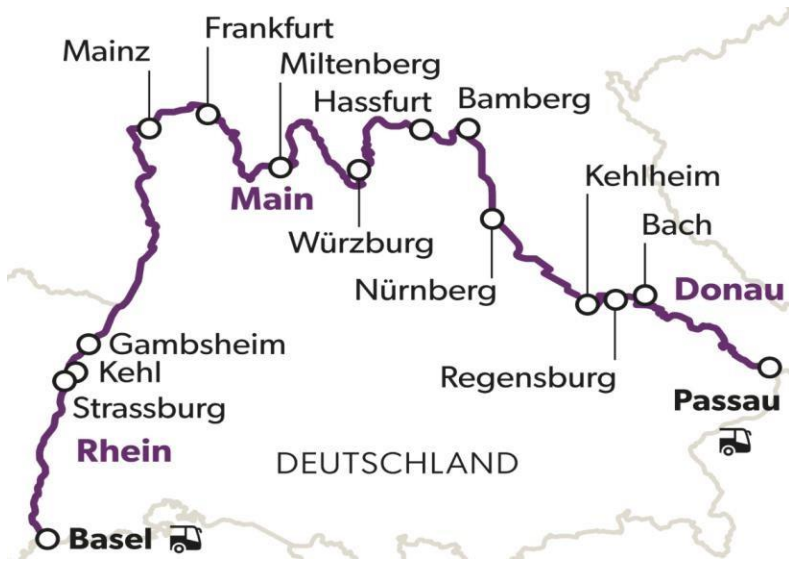 Frankfurt
Mainz
Miltenberg
Hassfurt
Bamberg
Kehlheim
Main
Bach
Würzburg
Nürnberg
Donau
Gambsheim
Kehl
Regensburg
Strassburg
Passau
Rhein
DEUTSCHLAND
Basel